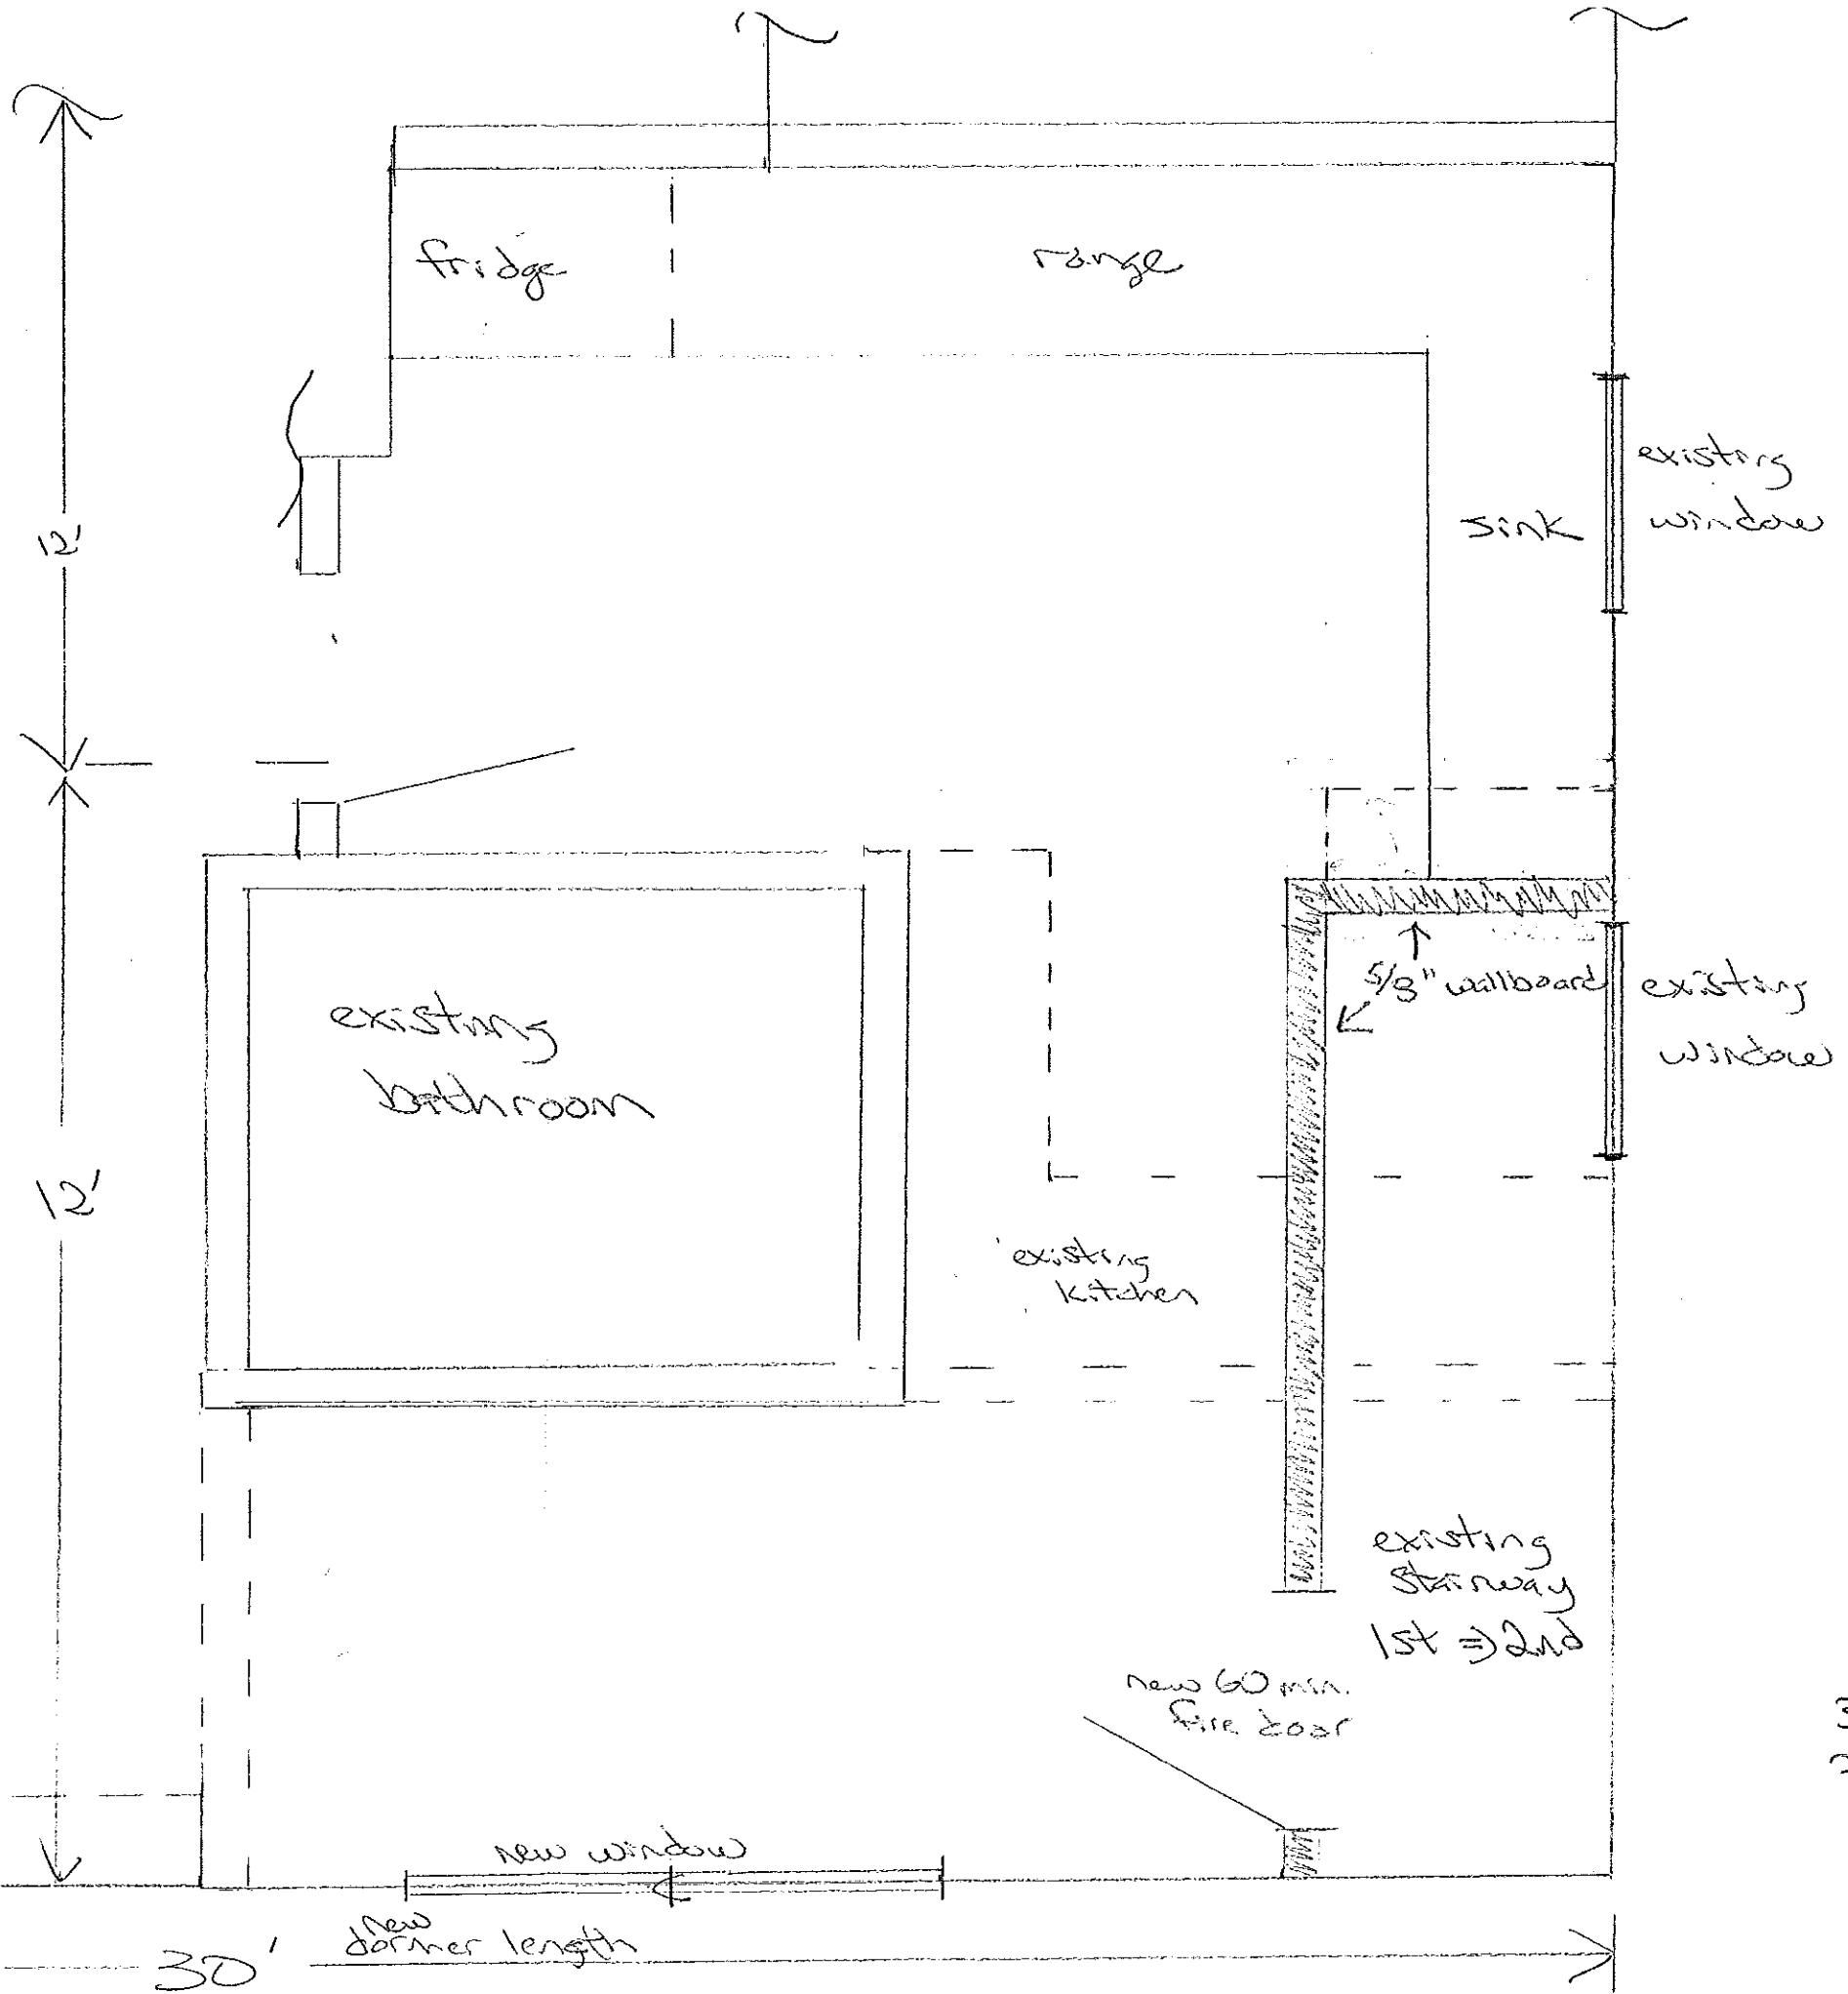 fridge
range
existing
window
sink
12'
5/8" wallboard
existing
window
existing
bathroom
12'
existing
kitchen
existing
stairway
1st => 2nd
new 60 min.
fire door
new window
new
dormer length
30'